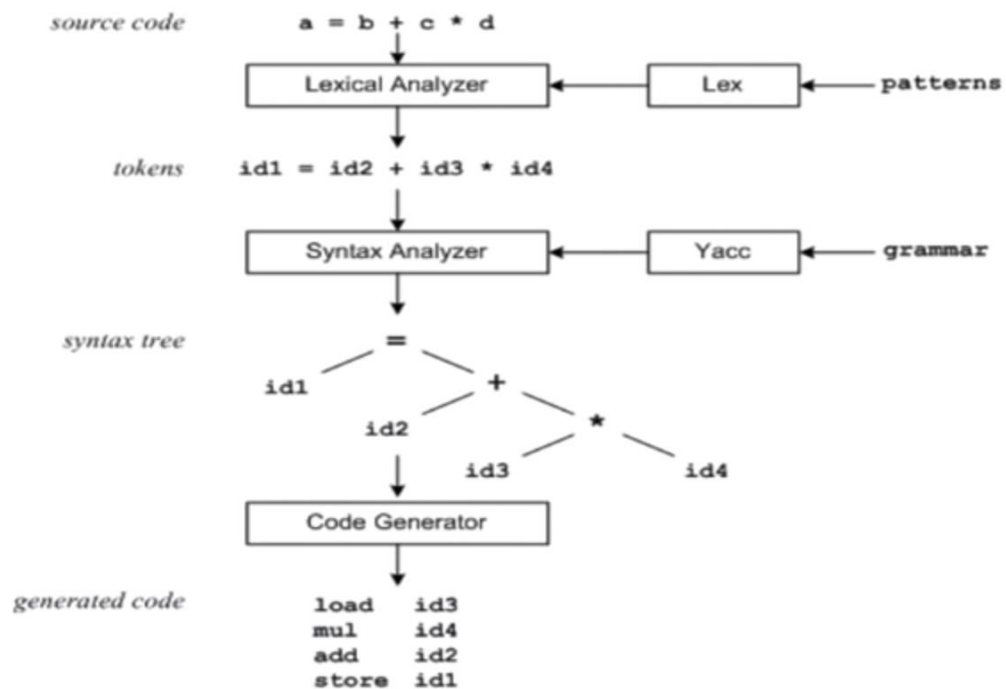 source code a = b + c * d
Lexical Analyzer Lex patterns
tokens id1 = id2 + id3 * id4
Syntax Analyzer Yacc grammar
syntax tree =
id1 +
id2 *
id3 id4
Code Generator
generated code load id3
mul id4
add id2
store id1